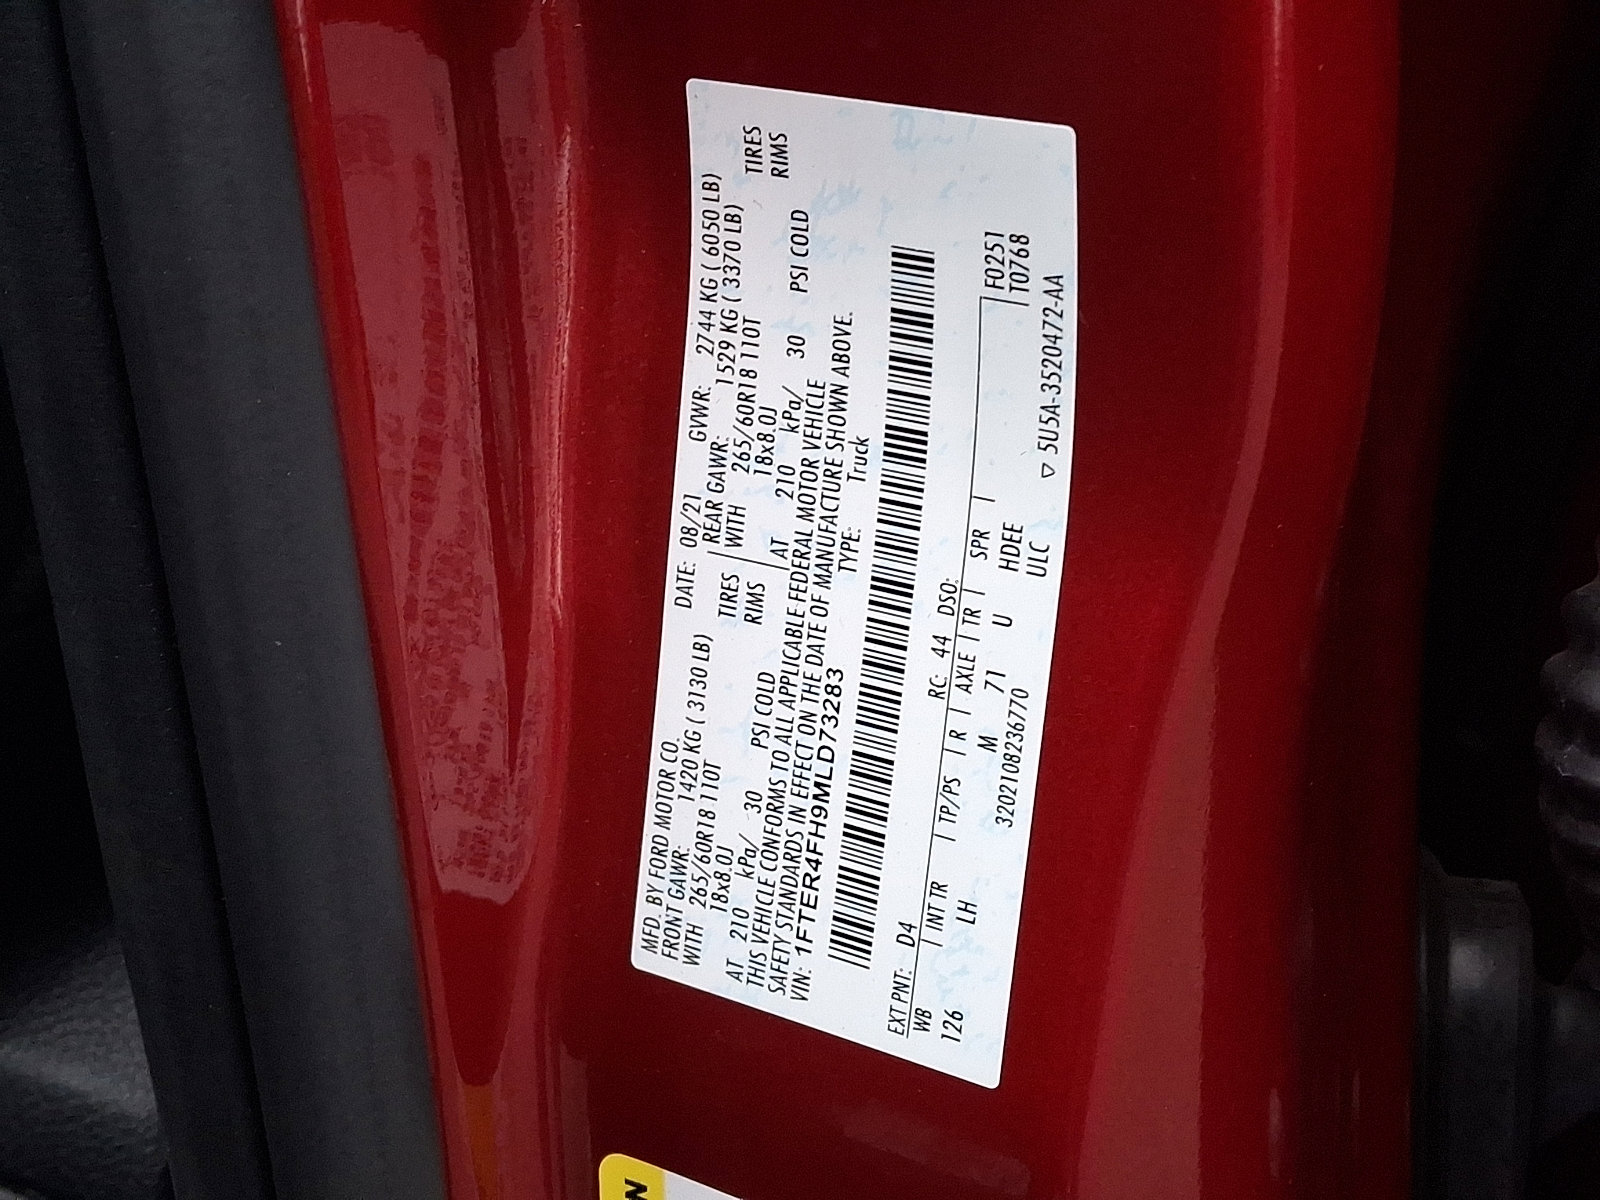 MFD. BY FORD MOTOR CO. DATE: 08/21 GVWR: 2744 KG ( 6050 LB)
FRONT GAWR: 1420 KG ( 3130 LB) REAR GAWR: 1529 KG ( 3370 LB)
WITH 265/60R18 110T TIRES WITH 265/60R18 110T TIRES
18x8.0J RIMS 18x8.0J RIMS
AT 210 kPa/ 30 PSI COLD AT 210 kPa/ 30 PSI COLD
THIS VEHICLE CONFORMS TO ALL APPLICABLE FEDERAL MOTOR VEHICLE
SAFETY STANDARDS IN EFFECT ON THE DATE OF MANUFACTURE SHOWN ABOVE.
VIN: 1FTER4FH9MLD73283 TYPE: Truck
EXT PNT: D4 RC: 44 DSO:
WB INT TR TP/PS R AXLE TR SPR F0251
126 LH M 71 U HDEE T0768
3202108236770 ULC ▽ 5U5A-3520472-AA